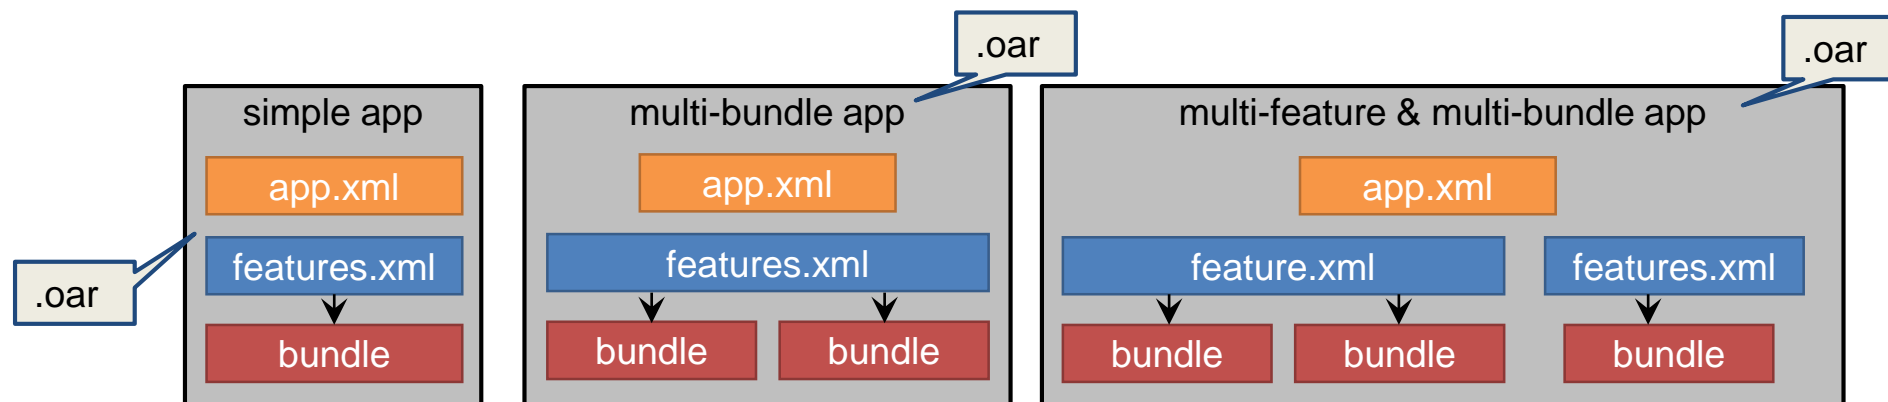 .oar
.oar
simple app
multi-bundle app
multi-feature & multi-bundle app
app.xml
app.xml
app.xml
features.xml
features.xml
feature.xml
features.xml
.oar
bundle
bundle
bundle
bundle
bundle
bundle